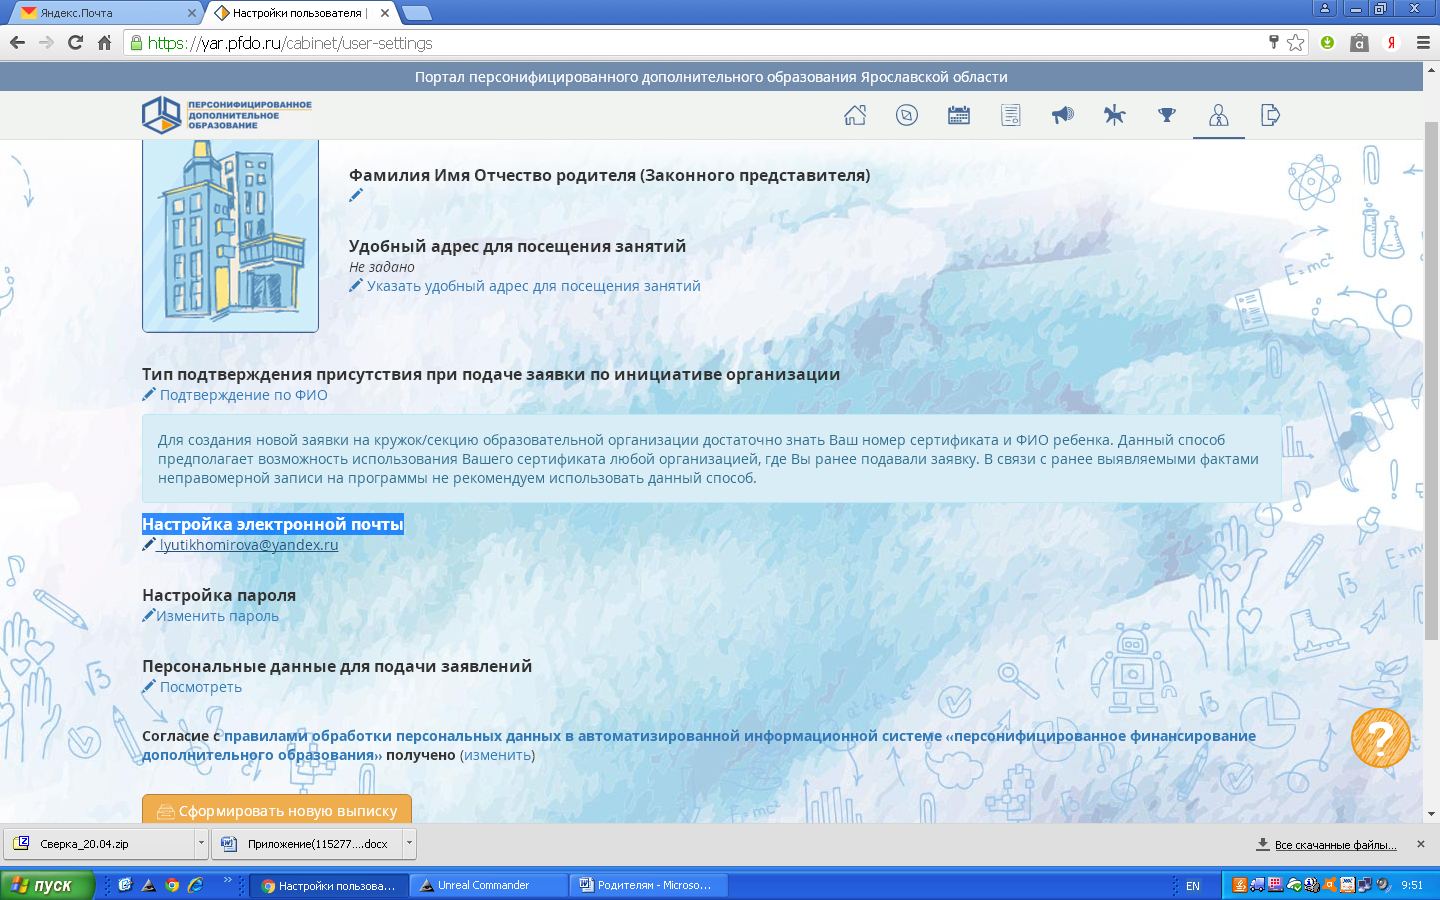 Яндекс.Почта
Настройки пользователя |
https://yar.pfdo.ru/cabinet/user-settings
Портал персонифицированного дополнительного образования Ярославской области
ПЕРСОНИФИЦИРОВАННОЕ
ДОПОЛНИТЕЛЬНОЕ
ОБРАЗОВАНИЕ
Фамилия Имя Отчество родителя (Законного представителя)
Удобный адрес для посещения занятий
Не задано
Указать удобный адрес для посещения занятий
Тип подтверждения присутствия при подаче заявки по инициативе организации
Подтверждение по ФИО
Для создания новой заявки на кружок/секцию образовательной организации достаточно знать Ваш номер сертификата и ФИО ребенка. Данный способ
предполагает возможность использования Вашего сертификата любой организацией, где Вы ранее подавали заявку. В связи с ранее выявляемыми фактами
неправомерной записи на программы не рекомендуем использовать данный способ.
Настройка электронной почты
lyutikhomirova@yandex.ru
Настройка пароля
Изменить пароль
Персональные данные для подачи заявлений
Посмотреть
Согласие с правилами обработки персональных данных в автоматизированной информационной системе «персонифицированное финансирование
дополнительного образования» получено (изменить)
?
Сформировать новую выписку
Сверка_20.04.zip
Приложение(115277....docx
Все скачанные файлы...
пуск
Настройки пользова...
Unreal Commander
Родителям - Microso...
EN
9:51